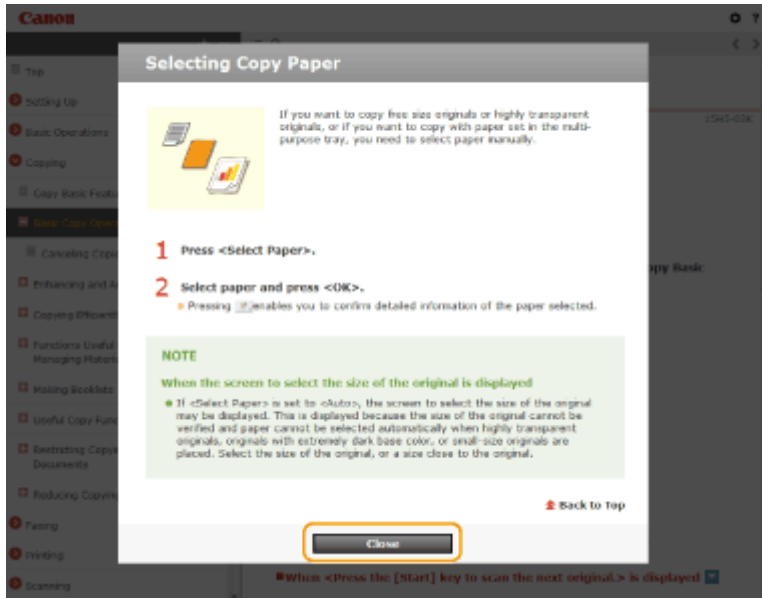 Canon
Selecting Copy Paper
Top
Setting Up
If you want to copy free size originals or highly transparent
originals, or if you want to copy with paper set in the multi-
purpose tray, you need to select paper manually.
Basic Operations
Copying
Copy Basic
Basic Copy
1 Press <Select Paper>.
Canceling
2 Select paper and press <OK>.
Pressing enables you to confirm detailed information of the paper selected.
opy Basic
Enhancing and
Copying
Functions Useful
Managing
NOTE
When the screen to select the size of the original is displayed
If <Select Paper> is set to <Auto>, the screen to select the size of the original
may be displayed. This is displayed because the size of the original cannot be
verified and paper cannot be selected automatically when highly transparent
originals, originals with extremely dark base color, or small-size originals are
placed. Select the size of the original, or a size close to the original.
Making Booklets
Useful Copy
Documents
Reducing
Back to Top
Faxing
Close
Printing
Scanning
When <Press the [Start] key to scan the next original.> is displayed